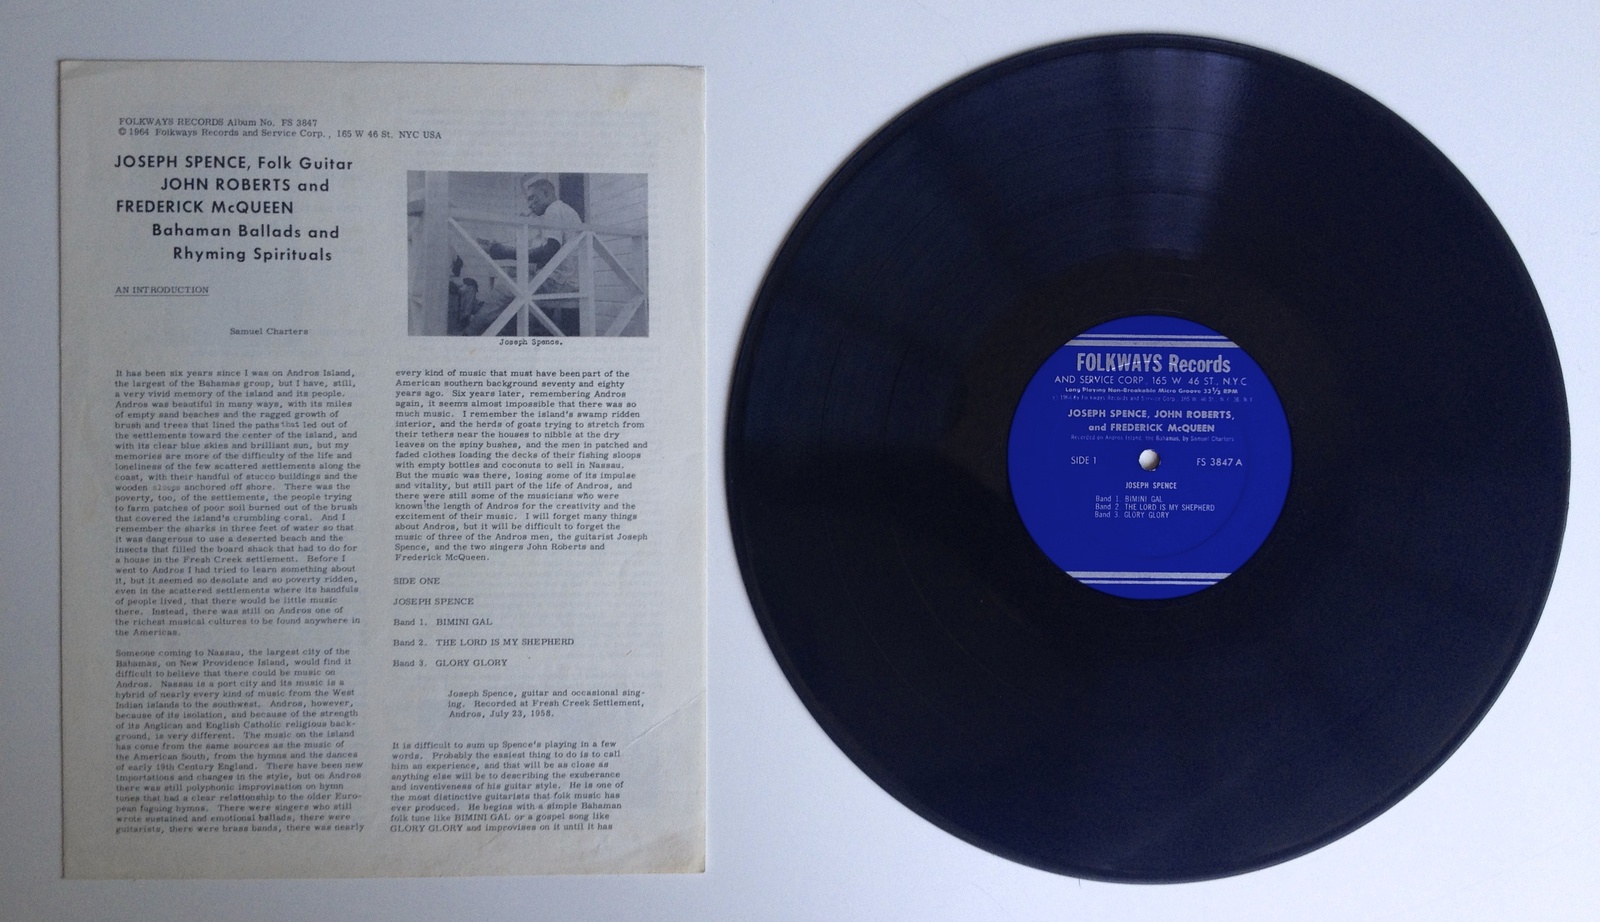 FOLKWAYS RECORDS Album No. FS 3847
© 1964 Folkways Records and Service Corp., 165 W 46 St. NYC USA
JOSEPH SPENCE, Folk Guitar
JOHN ROBERTS and
FREDERICK McQUEEN
Bahaman Ballads and
Rhyming Spirituals
AN INTRODUCTION
Samuel Charters
It has been six years since I was on Andros Island,
the largest of the Bahamas group, but I have, still,
a very vivid memory of the island and its people.
Andros was beautiful in many ways, with its miles
of empty sand beaches and the ragged growth of
brush and trees that lined the paths that led out of
the settlements toward the center of the island, and
with its clear blue skies and brilliant sun, but my
memories are more of the difficulty of the life and
loneliness of the few scattered settlements along the
coast, with their handful of stucco buildings and the
wooden sloops anchored off shore. There was the
poverty, too, of the settlements, the people trying
to farm patches of poor soil burned out of the brush
that covered the island's crumbling coral. And I
remember the sharks in three feet of water so that
it was dangerous to use a deserted beach and the
insects that filled the board shack that had to do for
a house in the Fresh Creek settlement. Before I
went to Andros I had tried to learn something about
it, but it seemed so desolate and so poverty ridden,
even in the scattered settlements where its handfuls
of people lived, that there would be little music
there. Instead, there was still on Andros one of
the richest musical cultures to be found anywhere in
the Americas.
Someone coming to Nassau, the largest city of the
Bahamas, on New Providence Island, would find it
difficult to believe that there could be music on
Andros. Nassau is a port city and its music is a
hybrid of nearly every kind of music from the West
Indian islands to the southwest. Andros, however,
because of its isolation, and because of the strength
of its Anglican and English Catholic religious back-
ground, is very different. The music on the island
has come from the same sources as the music of
the American South, from the hymns and the dances
of early 19th Century England. There have been new
importations and changes in the style, but on Andros
there was still polyphonic improvisation on hymn
tunes that had a clear relationship to the older Euro-
pean fuguing hymns. There were singers who still
wrote sustained and emotional ballads, there were
guitarists, there were brass bands, there was nearly
Joseph Spence.
every kind of music that must have been part of the
American southern background seventy and eighty
years ago. Six years later, remembering Andros
again, it seems almost impossible that there was so
much music. I remember the island's swamp ridden
interior, and the herds of goats trying to stretch from
their tethers near the houses to nibble at the dry
leaves on the spiny bushes, and the men in patched and
faded clothes loading the decks of their fishing sloops
with empty bottles and coconuts to sell in Nassau.
But the music was there, losing some of its impulse
and vitality, but still part of the life of Andros, and
there were still some of the musicians who were
known the length of Andros for the creativity and the
excitement of their music. I will forget many things
about Andros, but it will be difficult to forget the
music of three of the Andros men, the guitarist Joseph
Spence, and the two singers John Roberts and
Frederick McQueen.
SIDE ONE
JOSEPH SPENCE
Band 1. BIMINI GAL
Band 2. THE LORD IS MY SHEPHERD
Band 3. GLORY GLORY
Joseph Spence, guitar and occasional sing-
ing. Recorded at Fresh Creek Settlement,
Andros, July 23, 1958.
It is difficult to sum up Spence's playing in a few
words. Probably the easiest thing to do is to call
him an experience, and that will be as close as
anything else will be to describing the exuberance
and inventiveness of his guitar style. He is one of
the most distinctive guitarists that folk music has
ever produced. He begins with a simple Bahaman
folk tune like BIMINI GAL or a gospel song like
GLORY GLORY and improvises on it until it has
FOLKWAYS Records
AND SERVICE CORP. 165 W 46 ST., N.Y.C
Long Playing Non-Breakable Micro Groove 33⅓ RPM
1964 by Folkways Records and Service Corp. 165 W. 46 St., N.Y. 36, N.Y.
JOSEPH SPENCE, JOHN ROBERTS,
and FREDERICK McQUEEN
Recorded on Andros Island, the Bahamas, by Samuel Charters
SIDE 1
FS 3847 A
JOSEPH SPENCE
Band 1. BIMINI GAL
Band 2. THE LORD IS MY SHEPHERD
Band 3. GLORY GLORY